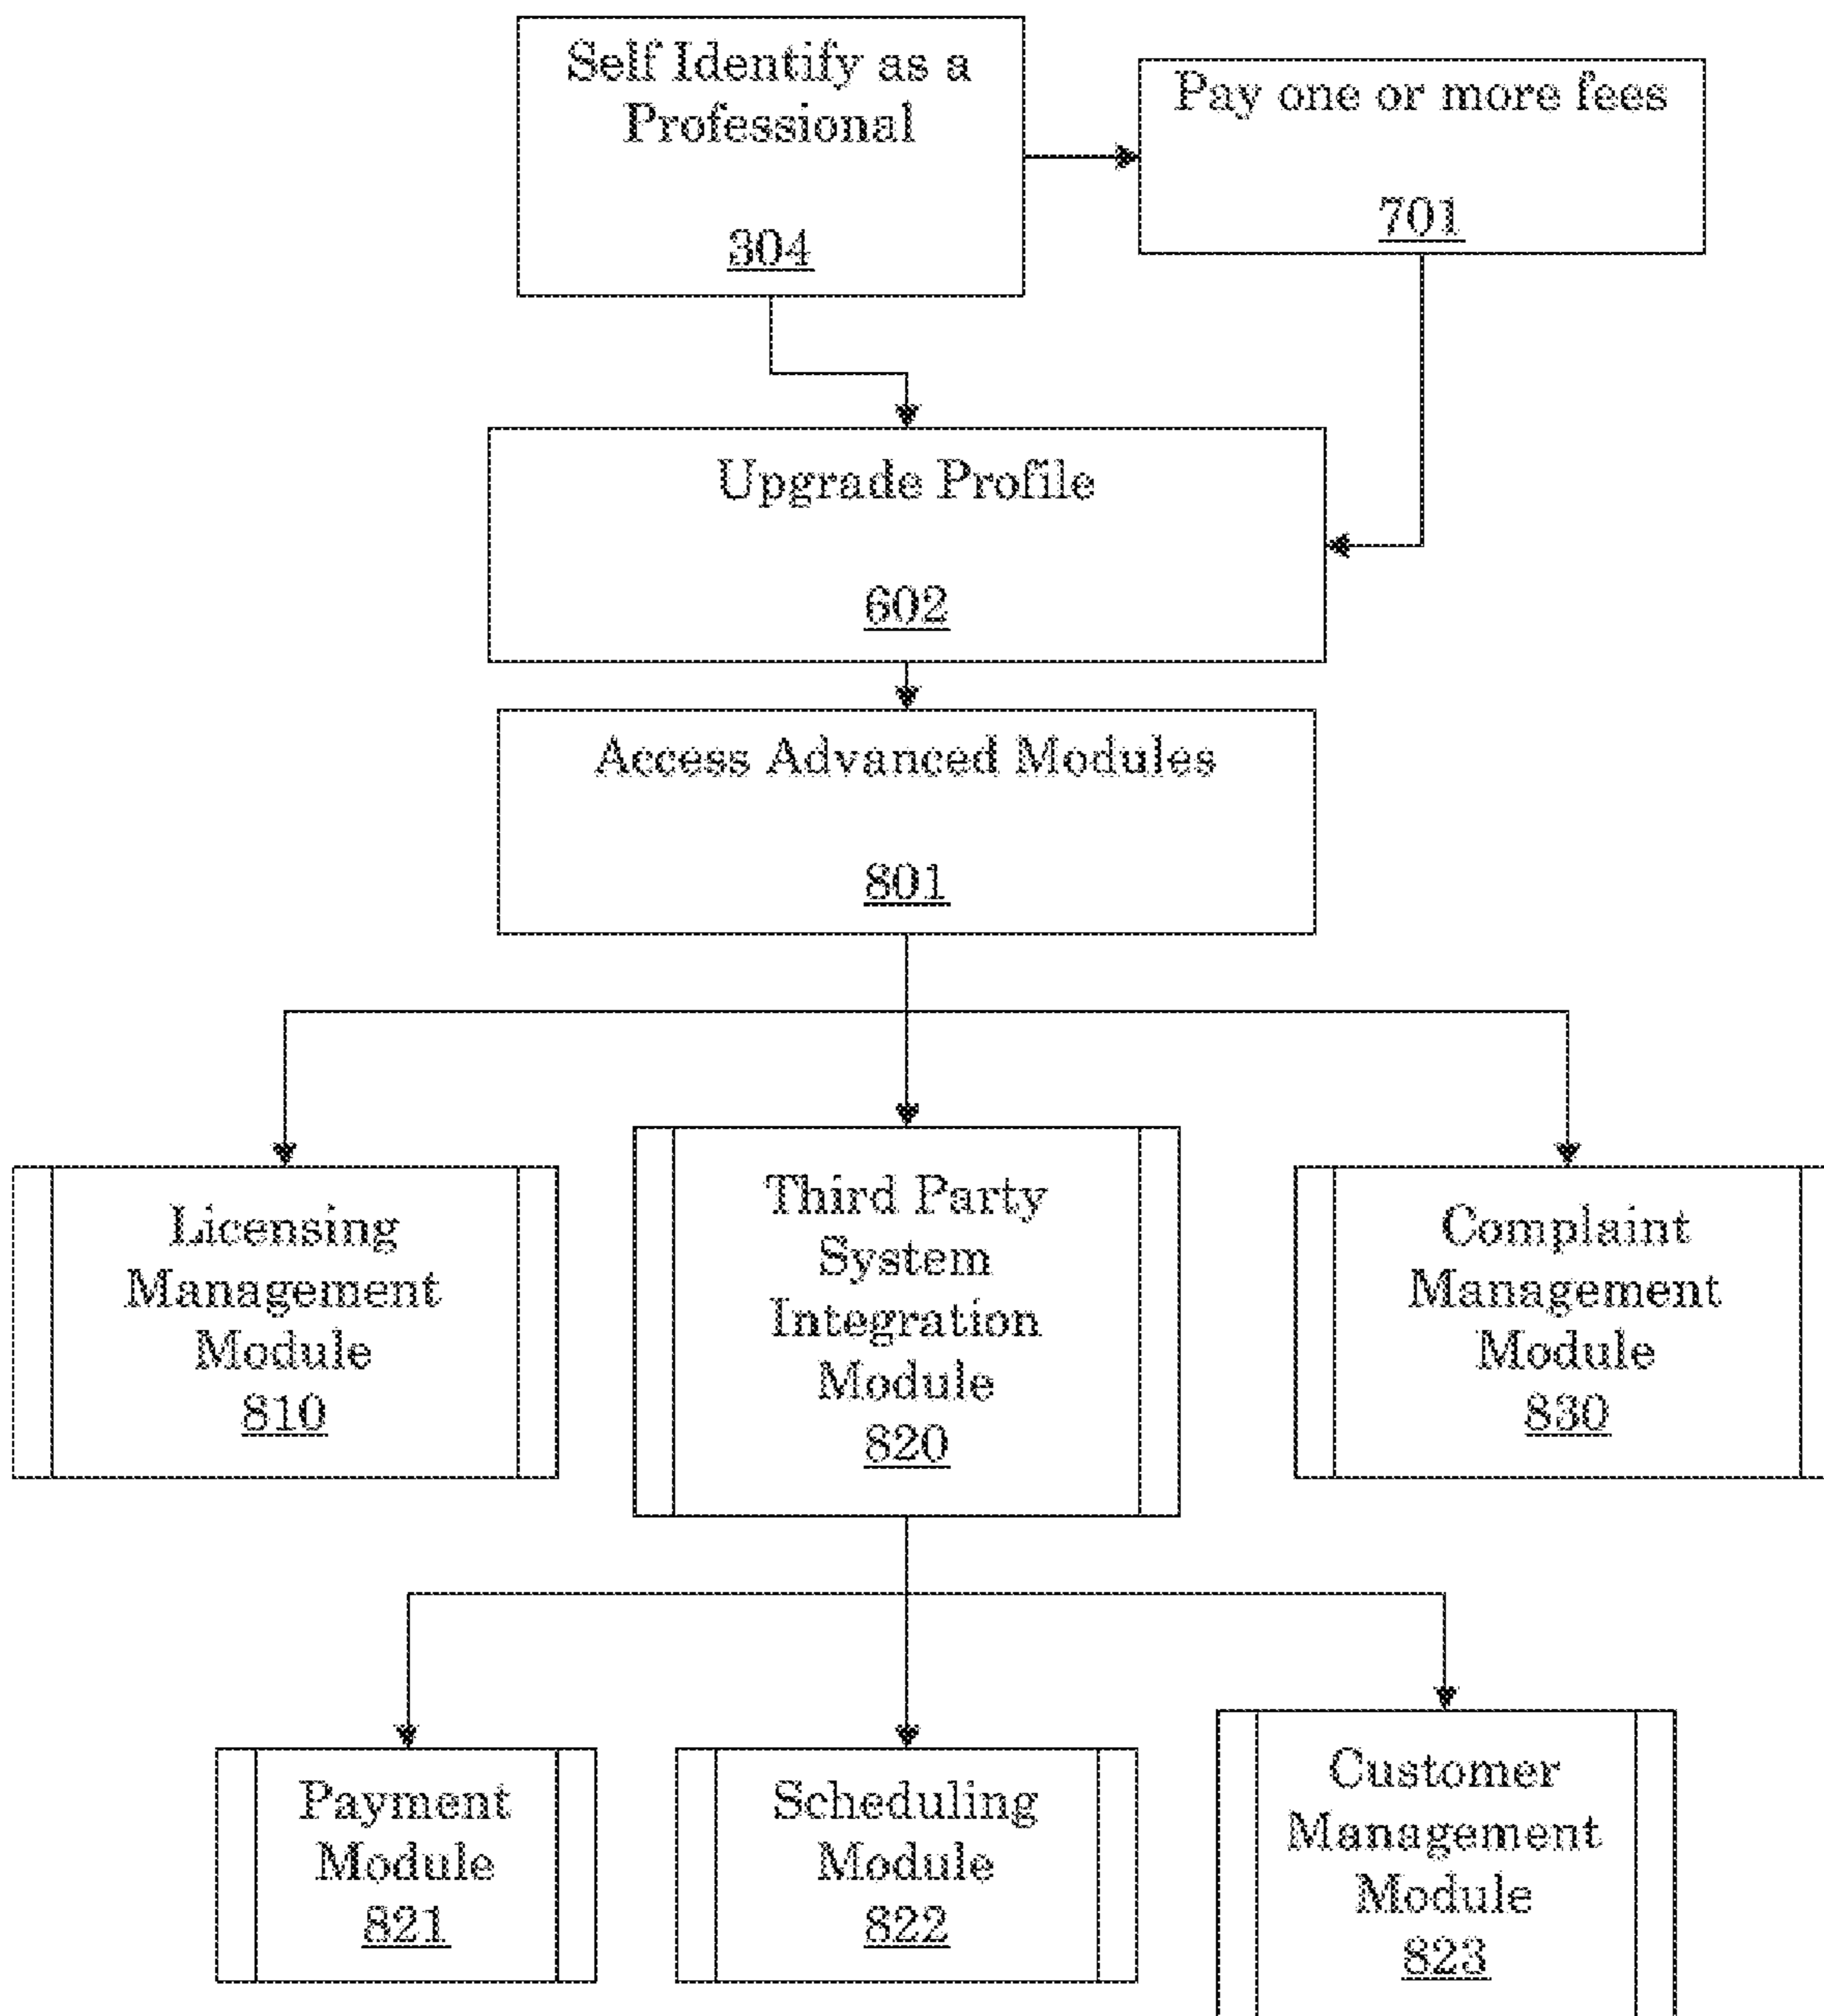 Self Identify as a
Professional
304
Pay one or more fees
701
Upgrade Profile
602
Access Advanced Modules
801
Licensing
Management
Module
810
Third Party
System
Integration
Module
820
Complaint
Management
Module
830
Payment
Module
821
Scheduling
Module
822
Customer
Management
Module
823